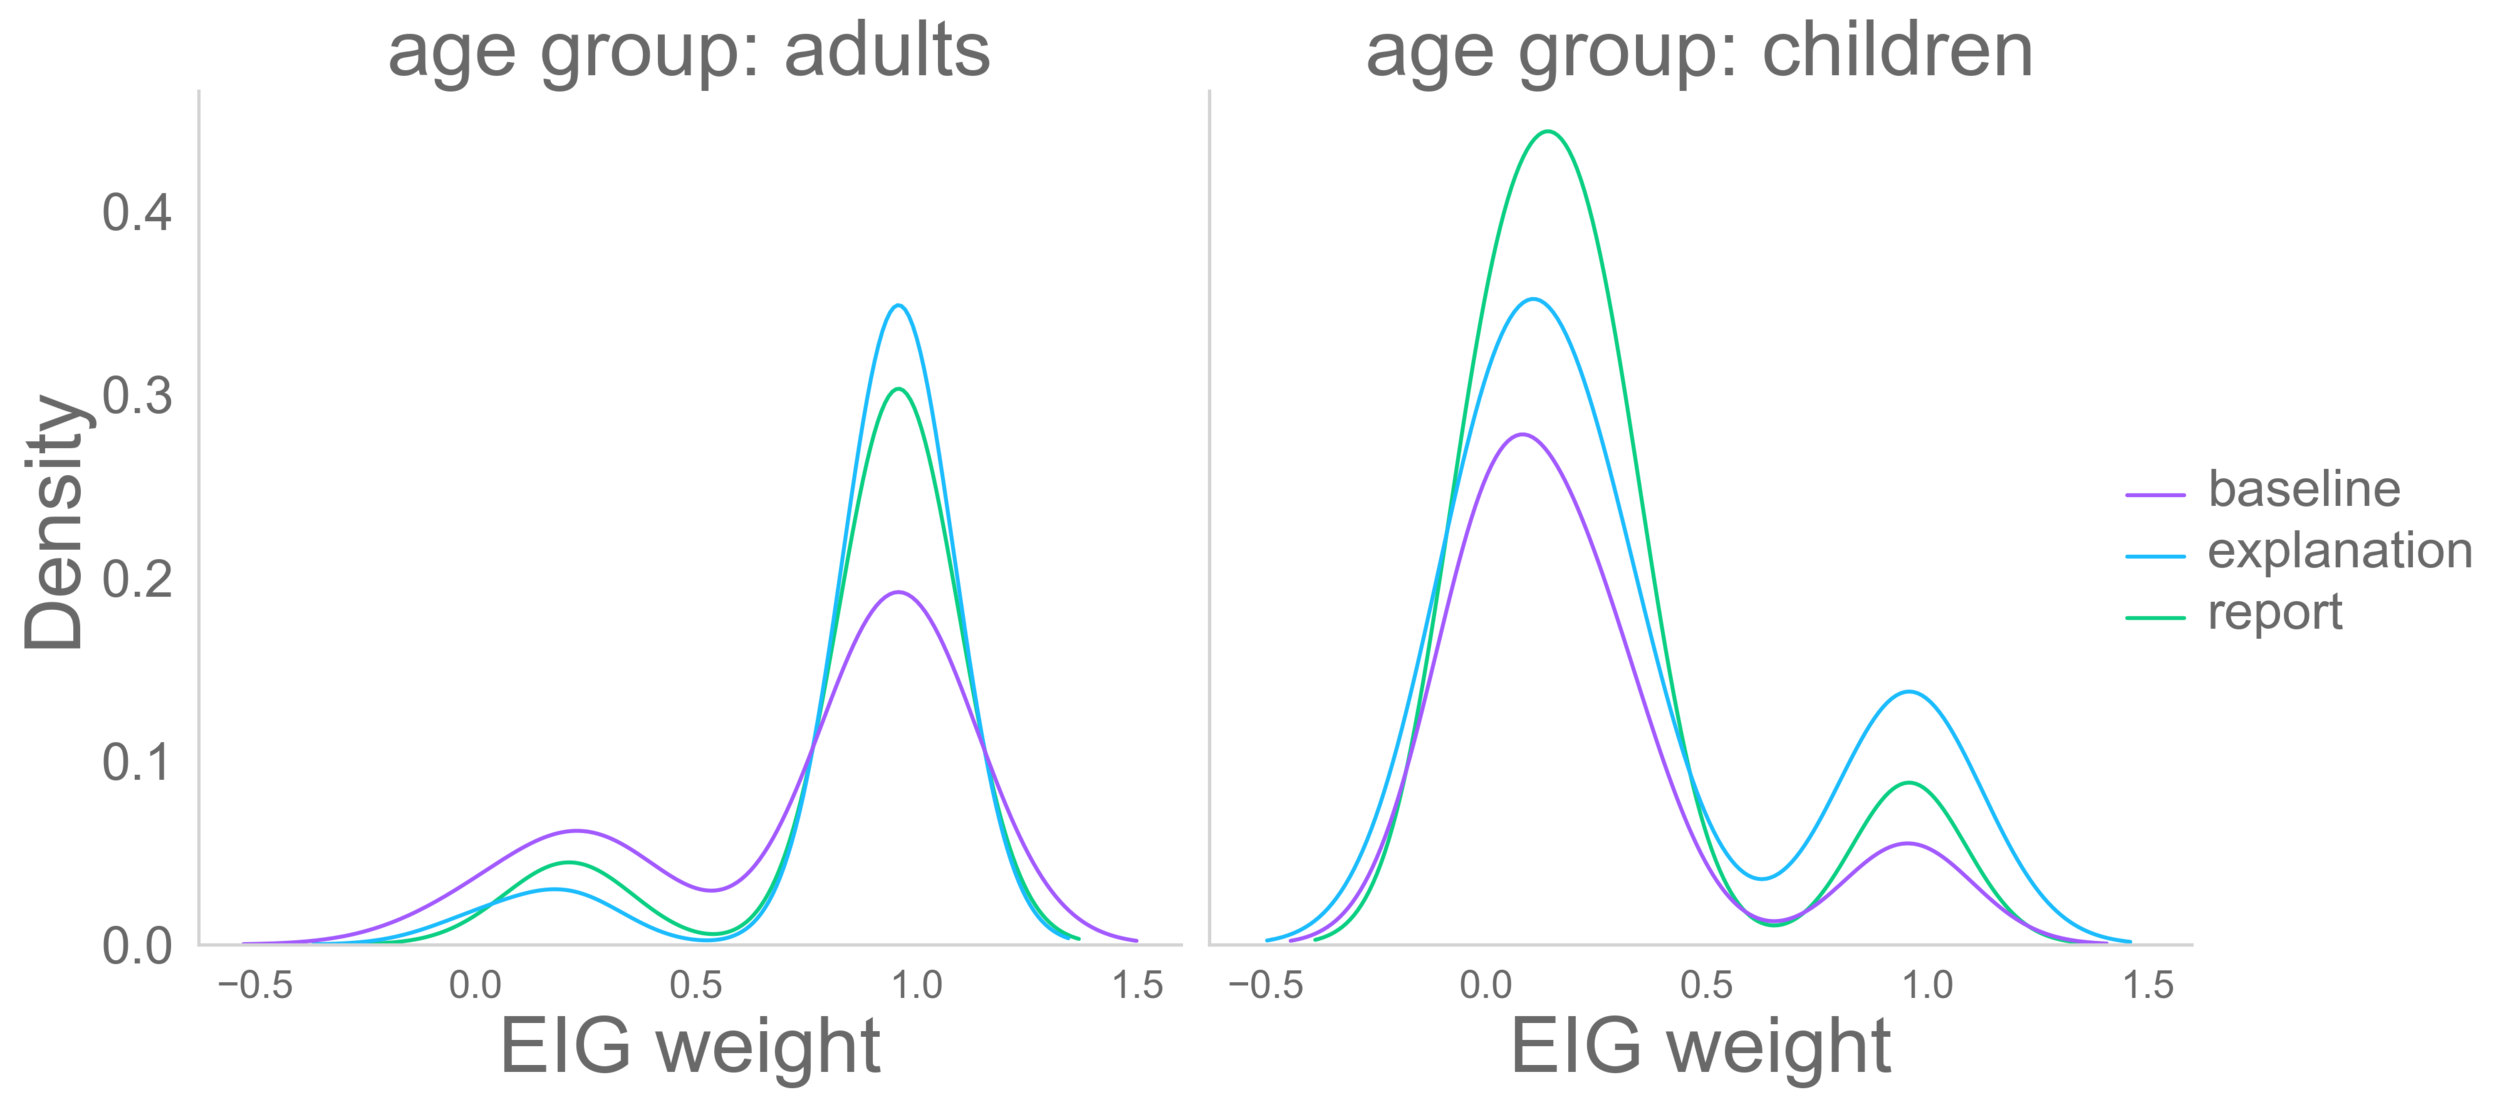 age group: adults
age group: children
Density
0.4
0.3
0.2
0.1
0.0
−0.5 0.0 0.5 1.0 1.5
−0.5 0.0 0.5 1.0 1.5
EIG weight
EIG weight
baseline
explanation
report